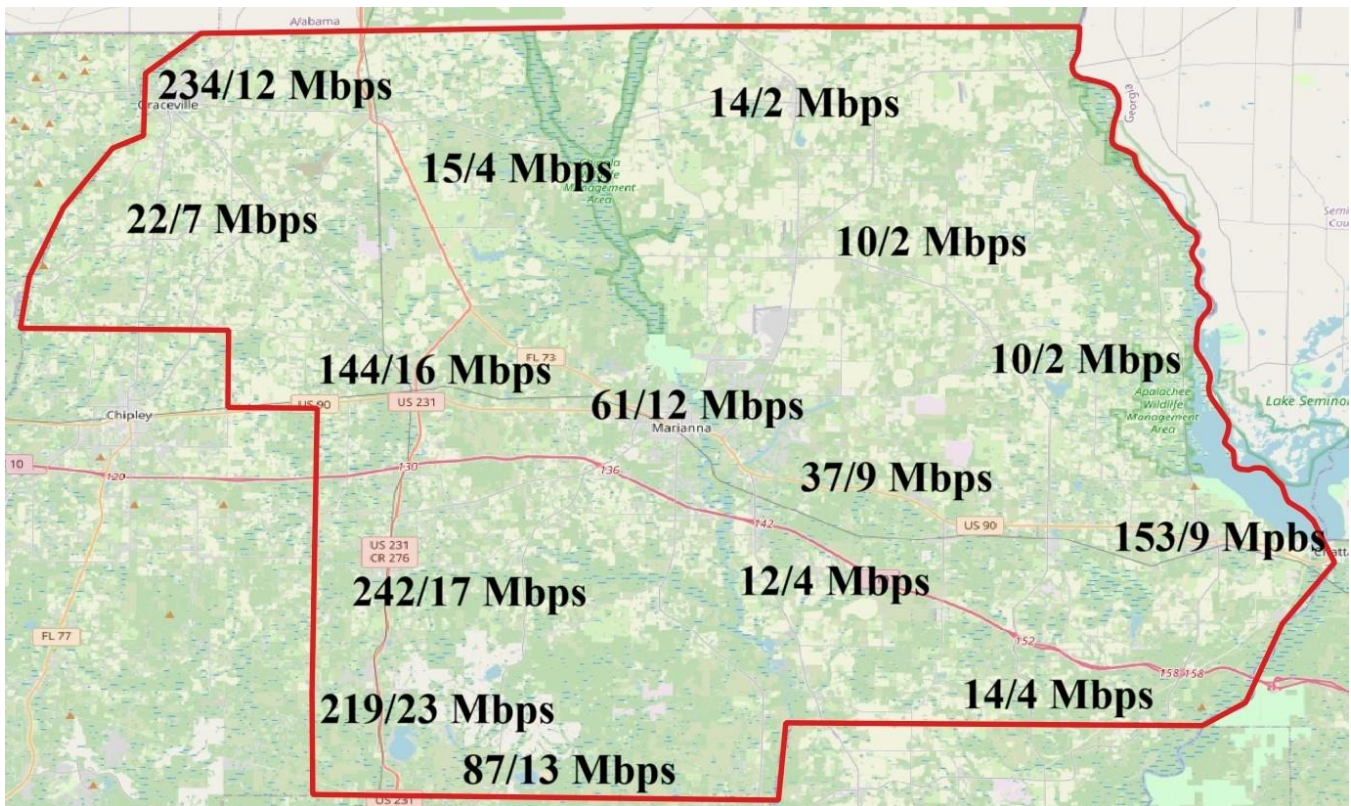 Alabama
234/12 Mbps
Graceville
14/2 Mbps
Georgia
15/4 Mbps
Management
Area
22/7 Mbps
10/2 Mbps
FL 73
144/16 Mbps
10/2 Mbps
US 90
US 231
61/12 Mbps
Apalachee
Wildlife
Management
Area
Lake Seminol
Chipley
Marianna
10
120
130
136
37/9 Mbps
142
US 90
153/9 Mpbs
US 231
CR 276
242/17 Mbps
12/4 Mbps
FL 77
152
158
158
14/4 Mbps
219/23 Mbps
87/13 Mbps
US 231